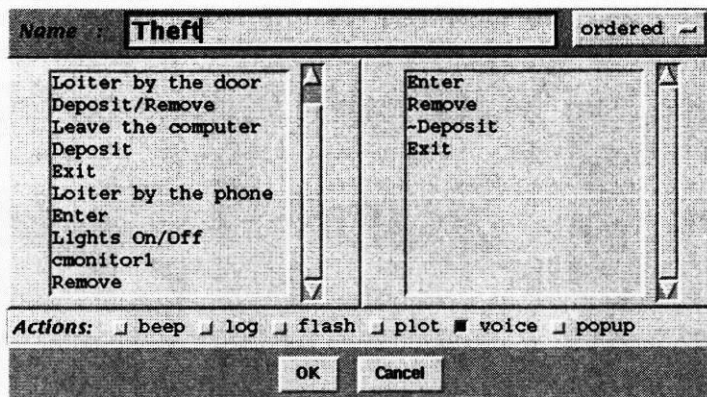 Name : Theft ordered
Loiter by the door
Deposit/Remove
Leave the computer
Deposit
Exit
Loiter by the phone
Enter
Lights On/Off
cmonitor1
Remove
Enter
Remove
~Deposit
Exit
Actions: beep log flash plot voice popup
OK Cancel